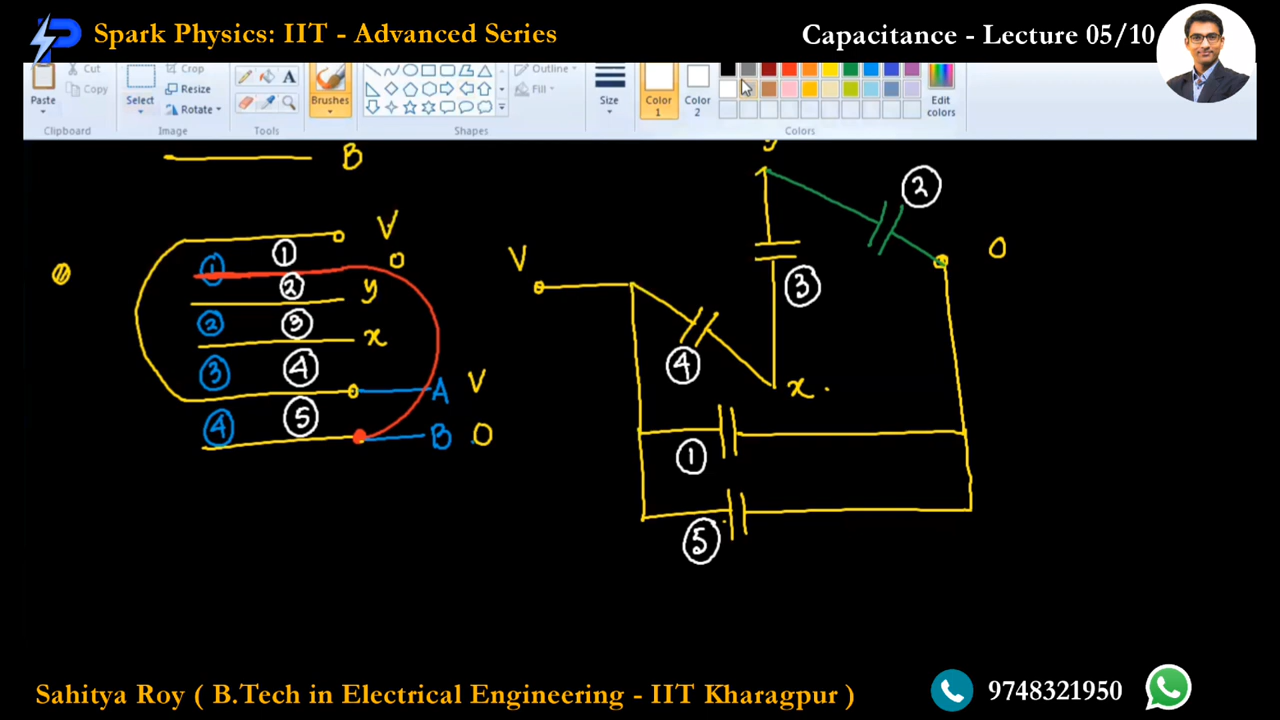 Spark Physics: IIT - Advanced Series
Capacitance - Lecture 05/10
Paste
Cut
Copy
Clipboard
Select
Crop
Resize
Rotate
Image
Tools
Brushes
Shapes
Outline
Fill
Size
Color 1
Color 2
Edit colors
Colors
B
V
1
1
0
2
y
2
3
x
3
4
A
V
4
5
B
0
y
2
V
0
3
4
x
1
5
Sahitya Roy ( B.Tech in Electrical Engineering - IIT Kharagpur )
9748321950